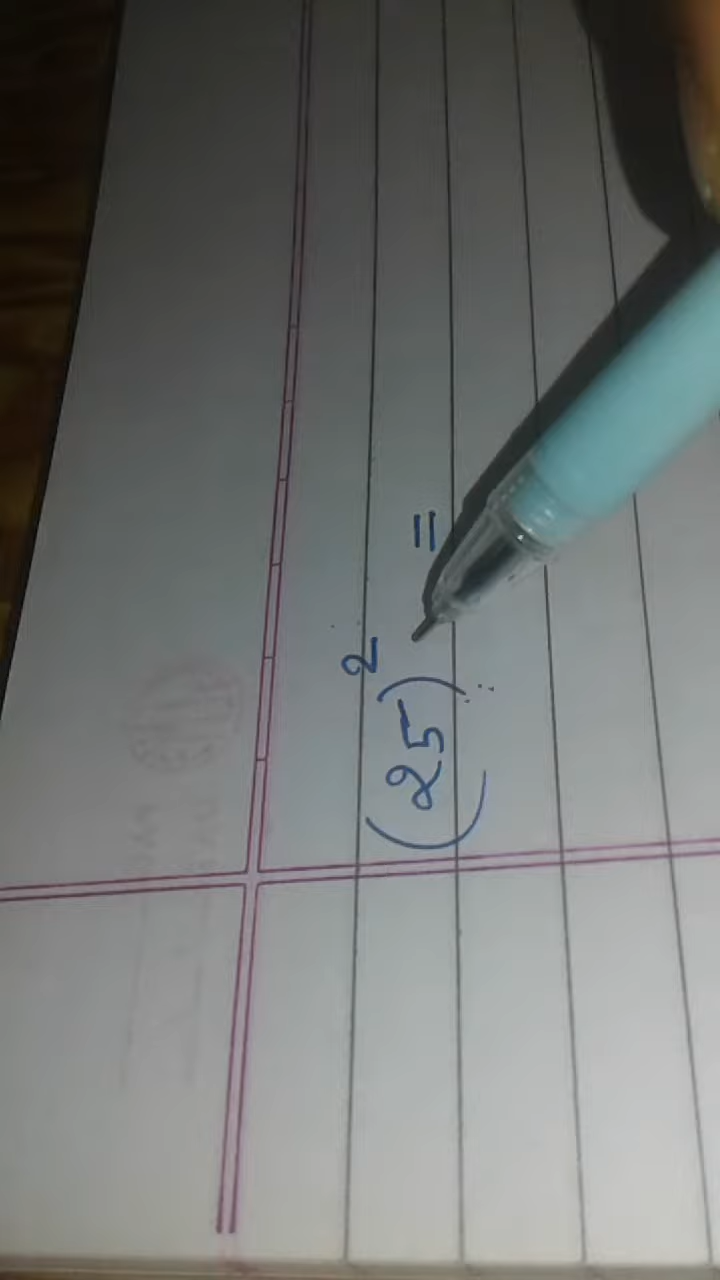 (25)² =